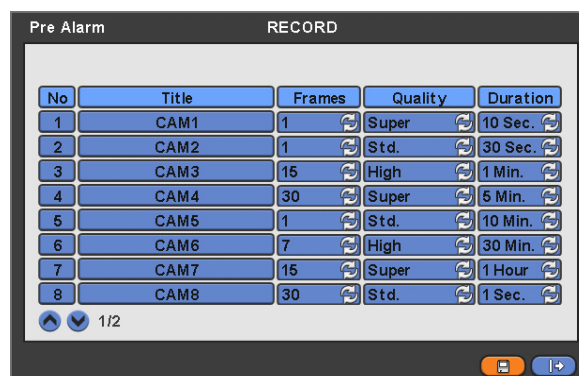 Pre Alarm RECORD
No Title Frames Quality Duration
1 CAM1 1 Super 10 Sec.
2 CAM2 1 Std. 30 Sec.
3 CAM3 15 High 1 Min.
4 CAM4 30 Super 5 Min.
5 CAM5 1 Std. 10 Min.
6 CAM6 7 High 30 Min.
7 CAM7 15 Super 1 Hour
8 CAM8 30 Std. 1 Sec.
1/2